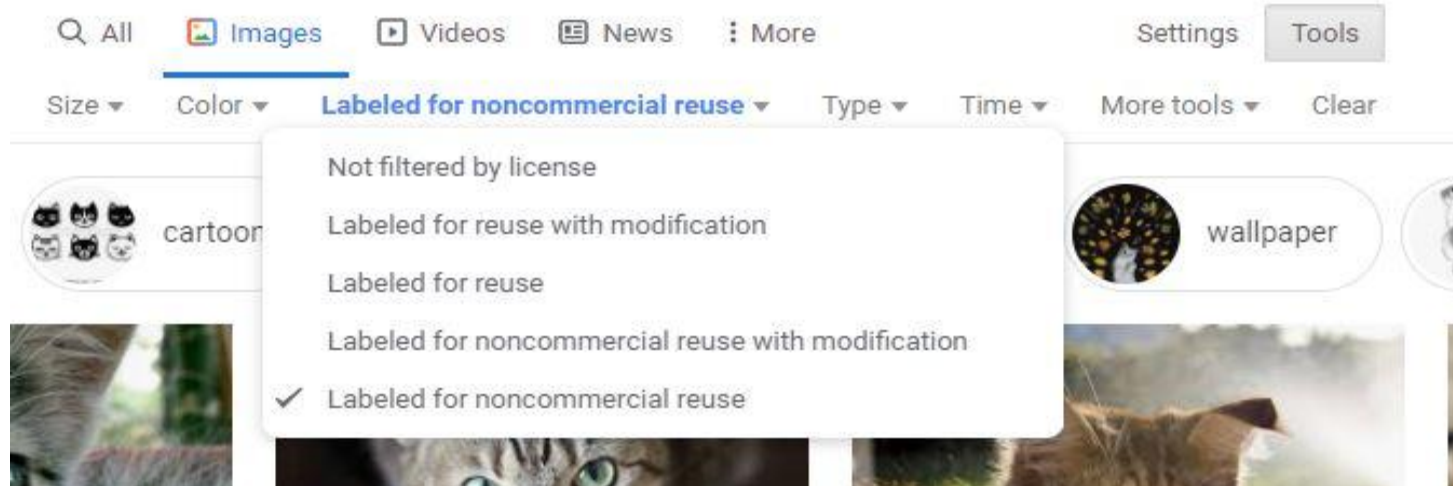 All Images Videos News More Settings Tools
Size Color Labeled for noncommercial reuse Type Time More tools Clear
Not filtered by license
Labeled for reuse with modification
cartoon wallpaper
Labeled for reuse
Labeled for noncommercial reuse with modification
Labeled for noncommercial reuse